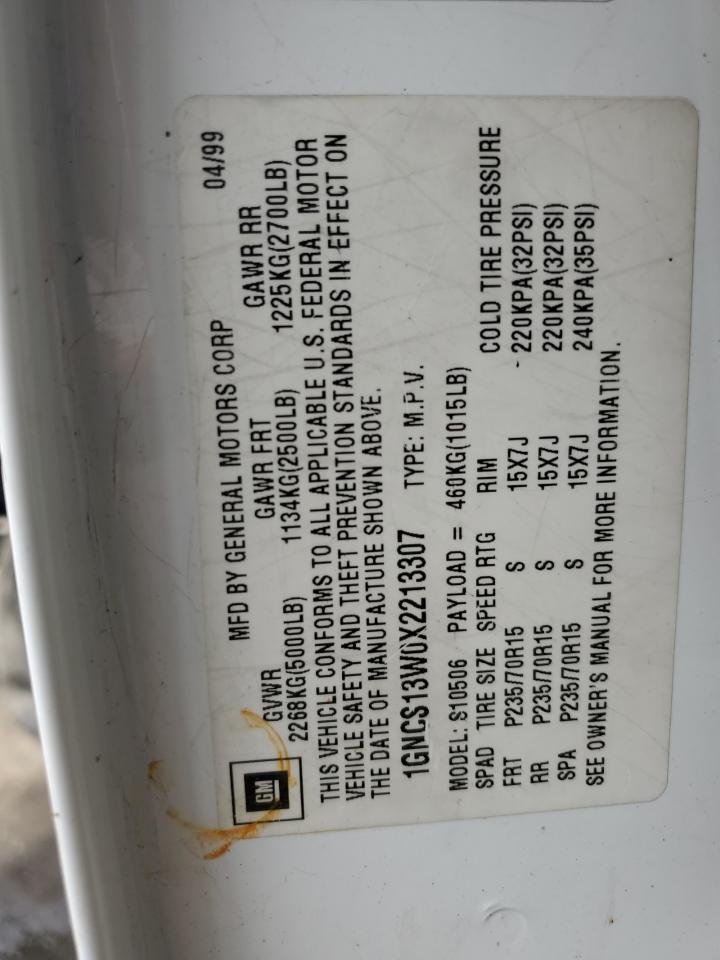 MFD BY GENERAL MOTORS CORP 04/99
GVWR GAWR FRT GAWR RR
2268KG(5000LB) 1134KG(2500LB) 1225KG(2700LB)
GM
THIS VEHICLE CONFORMS TO ALL APPLICABLE U.S. FEDERAL MOTOR
VEHICLE SAFETY AND THEFT PREVENTION STANDARDS IN EFFECT ON
THE DATE OF MANUFACTURE SHOWN ABOVE.
1GNCS13W0X2213307 TYPE: M.P.V.
MODEL: S10506 PAYLOAD = 460KG(1015LB)
SPAD TIRE SIZE SPEED RTG RIM COLD TIRE PRESSURE
FRT P235/70R15 S 15X7J 220KPA(32PSI)
RR P235/70R15 S 15X7J 220KPA(32PSI)
SPA P235/70R15 S 15X7J 240KPA(35PSI)
SEE OWNER'S MANUAL FOR MORE INFORMATION.